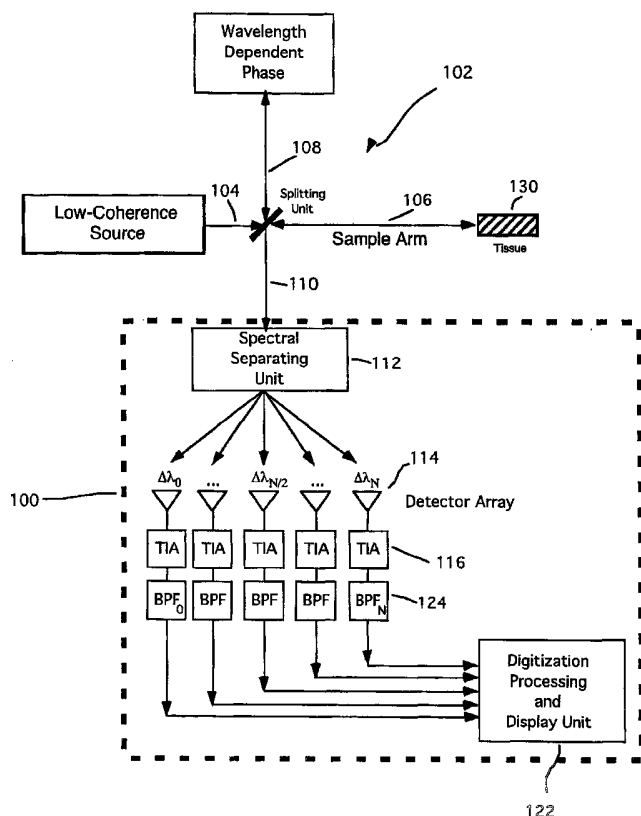 Wavelength
Dependent
Phase
102
108
104
Splitting
Unit
106
130
Low-Coherence
Source
Sample Arm
Tissue
110
Spectral
Separating
Unit
112
Δλ0 ... ΔλN/2 ... ΔλN
114
100
Detector Array
TIA TIA TIA TIA TIA
116
BPF0 BPF BPF BPF BPFN
124
Digitization
Processing
and
Display Unit
122